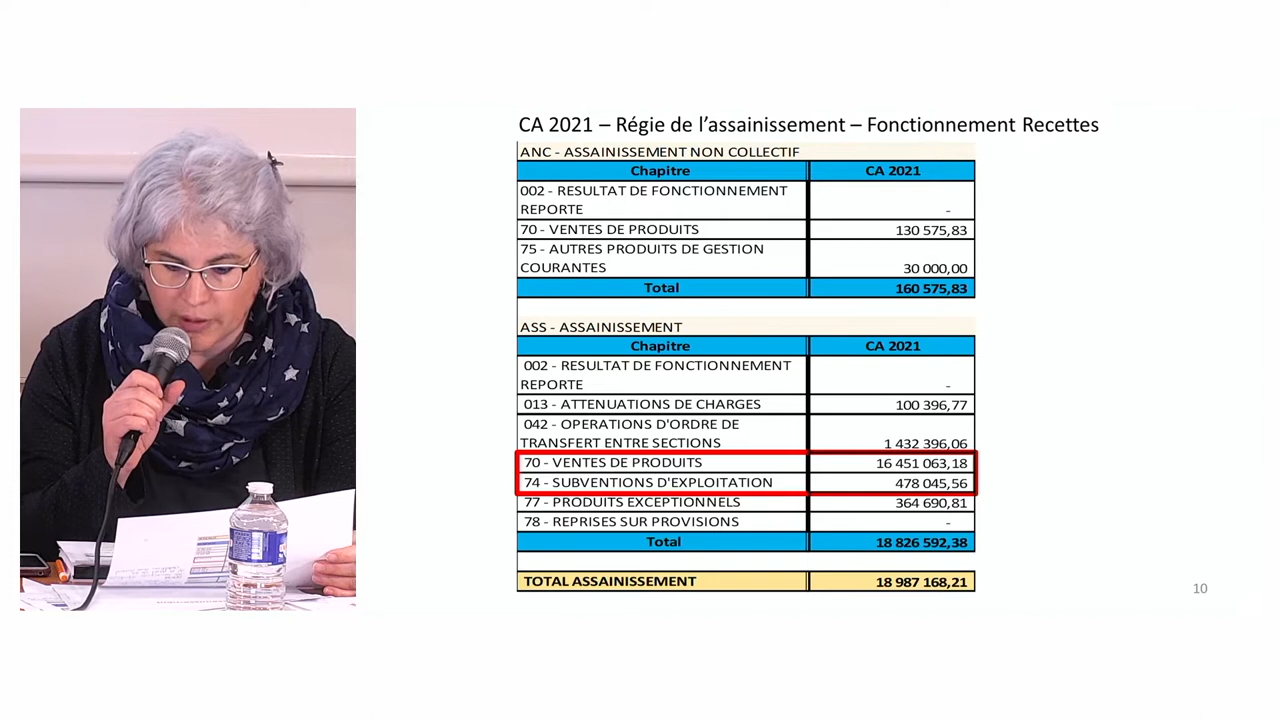 CA 2021 – Régie de l’assainissement – Fonctionnement Recettes
ANC - ASSAINISSEMENT NON COLLECTIF
Chapitre CA 2021
002 - RESULTAT DE FONCTIONNEMENT
REPORTE -
70 - VENTES DE PRODUITS 130 575,83
75 - AUTRES PRODUITS DE GESTION
COURANTES 30 000,00
Total 160 575,83
ASS - ASSAINISSEMENT
Chapitre CA 2021
002 - RESULTAT DE FONCTIONNEMENT
REPORTE -
013 - ATTENUATIONS DE CHARGES 100 396,77
042 - OPERATIONS D'ORDRE DE
TRANSFERT ENTRE SECTIONS 1 432 396,06
70 - VENTES DE PRODUITS 16 451 063,18
74 - SUBVENTIONS D'EXPLOITATION 478 045,56
77 - PRODUITS EXCEPTIONNELS 364 690,81
78 - REPRISES SUR PROVISIONS -
Total 18 826 592,38
TOTAL ASSAINISSEMENT 18 987 168,21
10